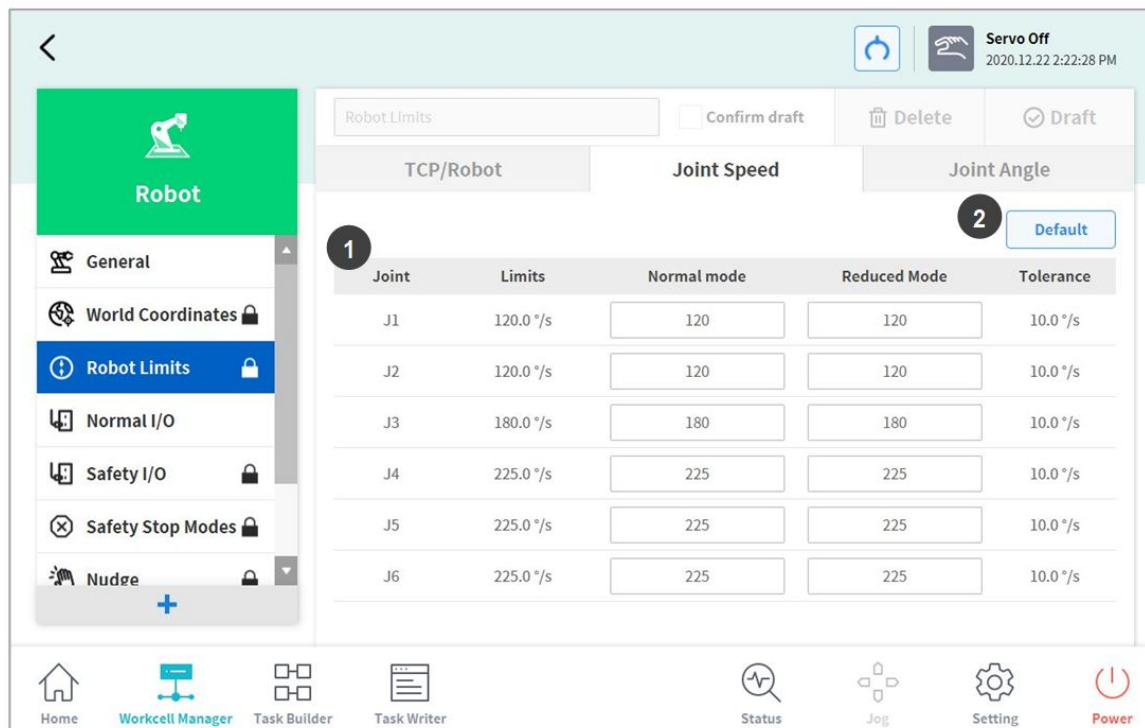 Servo Off
2020.12.22 2:22:28 PM
Robot
General
World Coordinates
Robot Limits
Normal I/O
Safety I/O
Safety Stop Modes
Nudge
+
Robot Limits
Confirm draft
Delete
Draft
TCP/Robot Joint Speed Joint Angle
1
2
Default
Joint Limits Normal mode Reduced Mode Tolerance
J1 120.0 °/s 120 120 10.0 °/s
J2 120.0 °/s 120 120 10.0 °/s
J3 180.0 °/s 180 180 10.0 °/s
J4 225.0 °/s 225 225 10.0 °/s
J5 225.0 °/s 225 225 10.0 °/s
J6 225.0 °/s 225 225 10.0 °/s
Home Workcell Manager Task Builder Task Writer Status Jog Setting Power